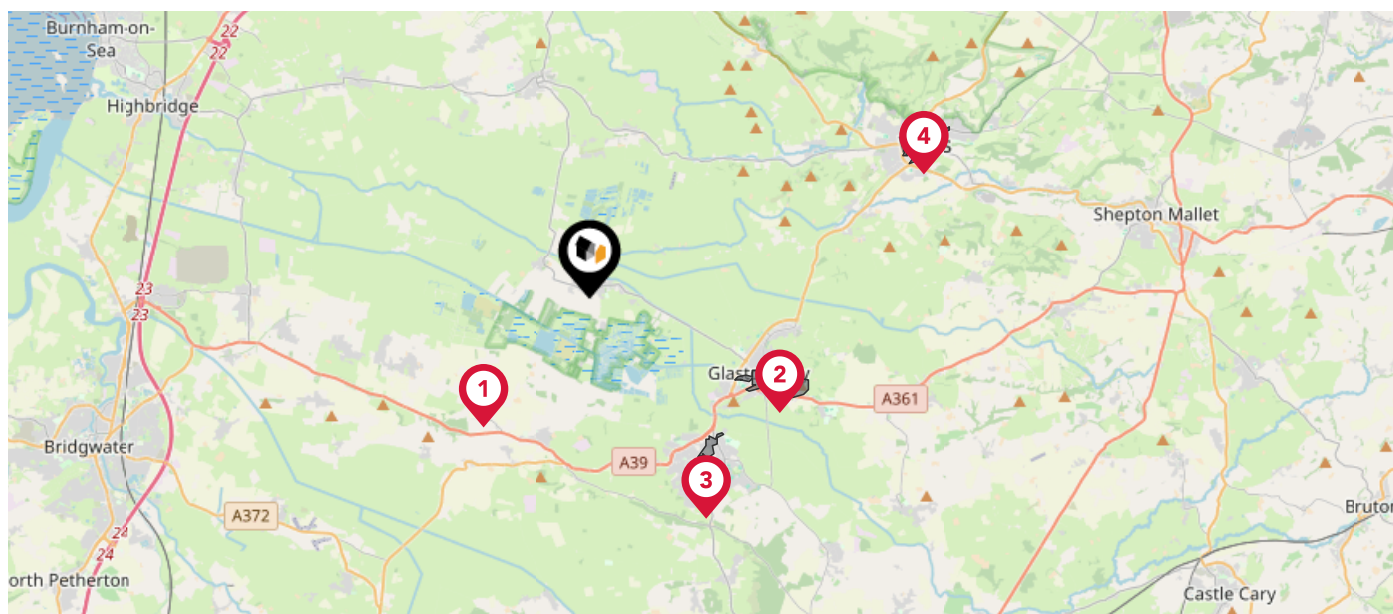 Burnham-on-
Sea
22
22
Highbridge
4
Shepton Mallet
23
23
1
Glast
2
A361
Bridgwater
A39
3
A372
Bruto
24
orth Petherton
Castle Cary